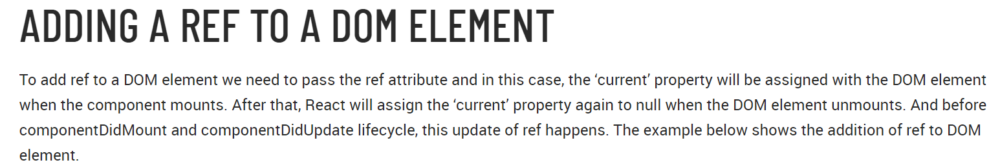 ADDING A REF TO A DOM ELEMENT
To add ref to a DOM element we need to pass the ref attribute and in this case, the ‘current’ property will be assigned with the DOM element
when the component mounts. After that, React will assign the ‘current’ property again to null when the DOM element unmounts. And before
componentDidMount and componentDidUpdate lifecycle, this update of ref happens. The example below shows the addition of ref to DOM
element.